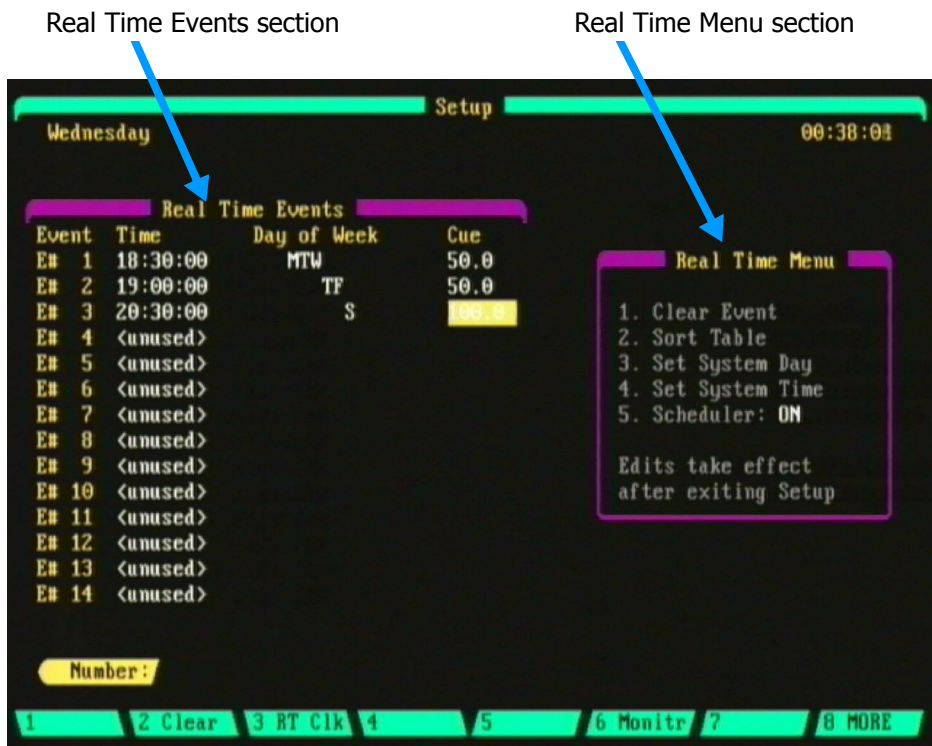 Real Time Events section Real Time Menu section
Setup
Wednesday 00:38:03
Real Time Events
Event Time Day of Week Cue
E# 1 18:30:00 MTW 50.0
E# 2 19:00:00 TF 50.0
E# 3 20:30:00 S 100.0
E# 4 <unused>
E# 5 <unused>
E# 6 <unused>
E# 7 <unused>
E# 8 <unused>
E# 9 <unused>
E# 10 <unused>
E# 11 <unused>
E# 12 <unused>
E# 13 <unused>
E# 14 <unused>
Real Time Menu
1. Clear Event
2. Sort Table
3. Set System Day
4. Set System Time
5. Scheduler: ON
Edits take effect
after exiting Setup
Number:
1 2 Clear 3 RT Clk 4 5 6 Monitr 7 8 MORE